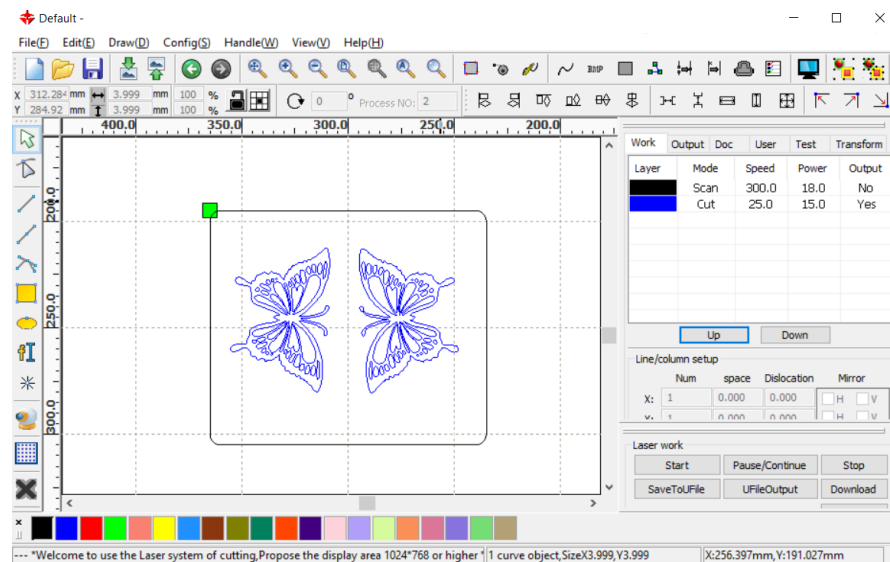 Default -
File(F) Edit(E) Draw(D) Config(S) Handle(W) View(V) Help(H)
BMP
X 312.284 mm 3.999 mm 100 %
Y 284.92 mm 3.999 mm 100 %
0 ° Process NO: 2
400.0 350.0 300.0 250.0 200.0
200.0
250.0
300.0
Work Output Doc User Test Transform
Layer Mode Speed Power Output
Scan 300.0 18.0 No
Cut 25.0 15.0 Yes
Up Down
Line/column setup
Num space Dislocation Mirror
X: 1 0.000 0.000 H V
1 0.000 0.000 H V
Laser work
Start Pause/Continue Stop
SaveToUFile UFileOutput Download
--- *Welcome to use the Laser system of cutting,Propose the display area 1024*768 or higher * 1 curve object,SizeX3.999,Y3.999 X:256.397mm,Y:191.027mm